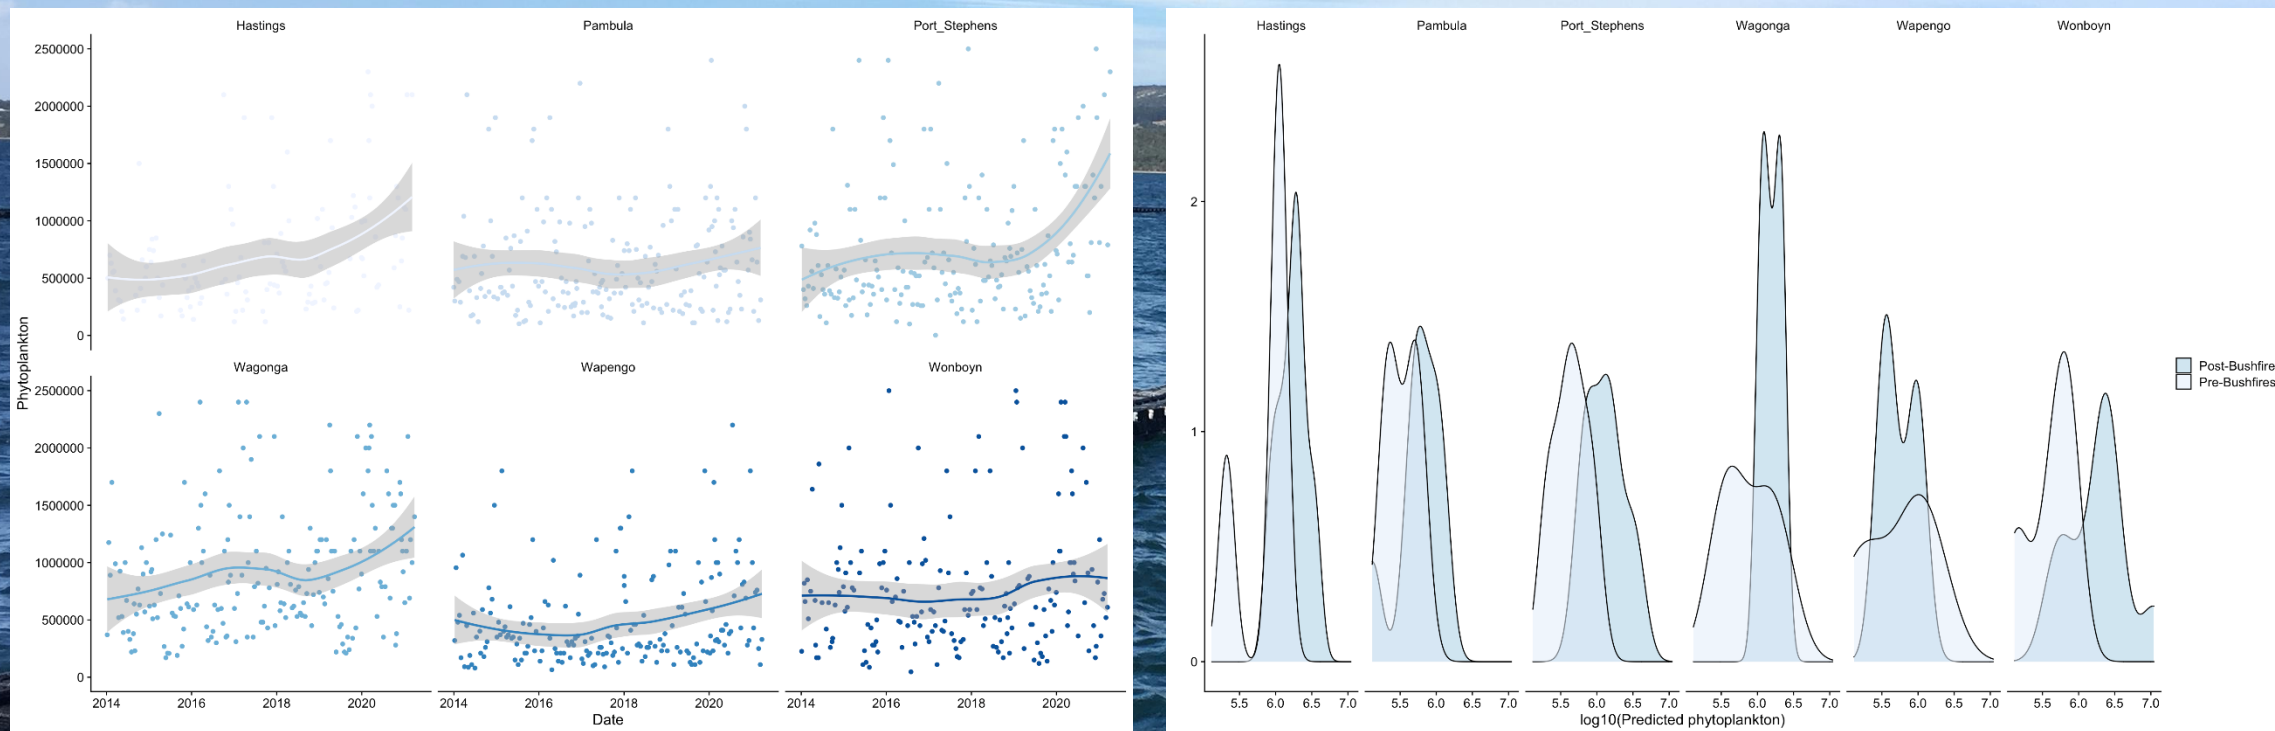 Hastings
Pambula
Port_Stephens
2500000
2000000
1500000
1000000
500000
0
Wagonga
Wapengo
Wonboyn
2500000
2000000
1500000
1000000
500000
0
Phytoplankton
2014 2016 2018 2020
2014 2016 2018 2020
2014 2016 2018 2020
Date
Hastings
Pambula
Port_Stephens
Wagonga
Wapengo
Wonboyn
2
1
0
5.5 6.0 6.5 7.0
5.5 6.0 6.5 7.0
5.5 6.0 6.5 7.0
5.5 6.0 6.5 7.0
5.5 6.0 6.5 7.0
5.5 6.0 6.5 7.0
log10(Predicted phytoplankton)
Post-Bushfire
Pre-Bushfires